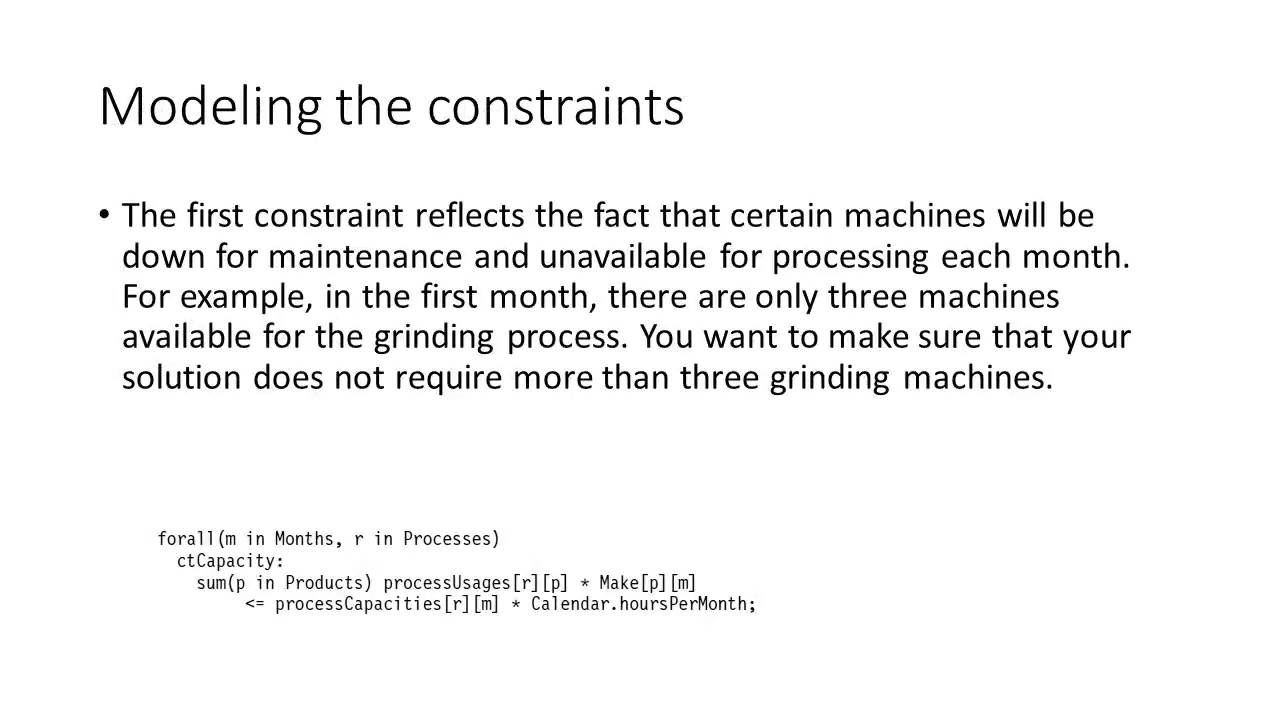 Modeling the constraints
• The first constraint reflects the fact that certain machines will be
down for maintenance and unavailable for processing each month.
For example, in the first month, there are only three machines
available for the grinding process. You want to make sure that your
solution does not require more than three grinding machines.
forall(m in Months, r in Processes)
ctCapacity:
sum(p in Products) processUsages[r][p] * Make[p][m]
<= processCapacities[r][m] * Calendar.hoursPerMonth;